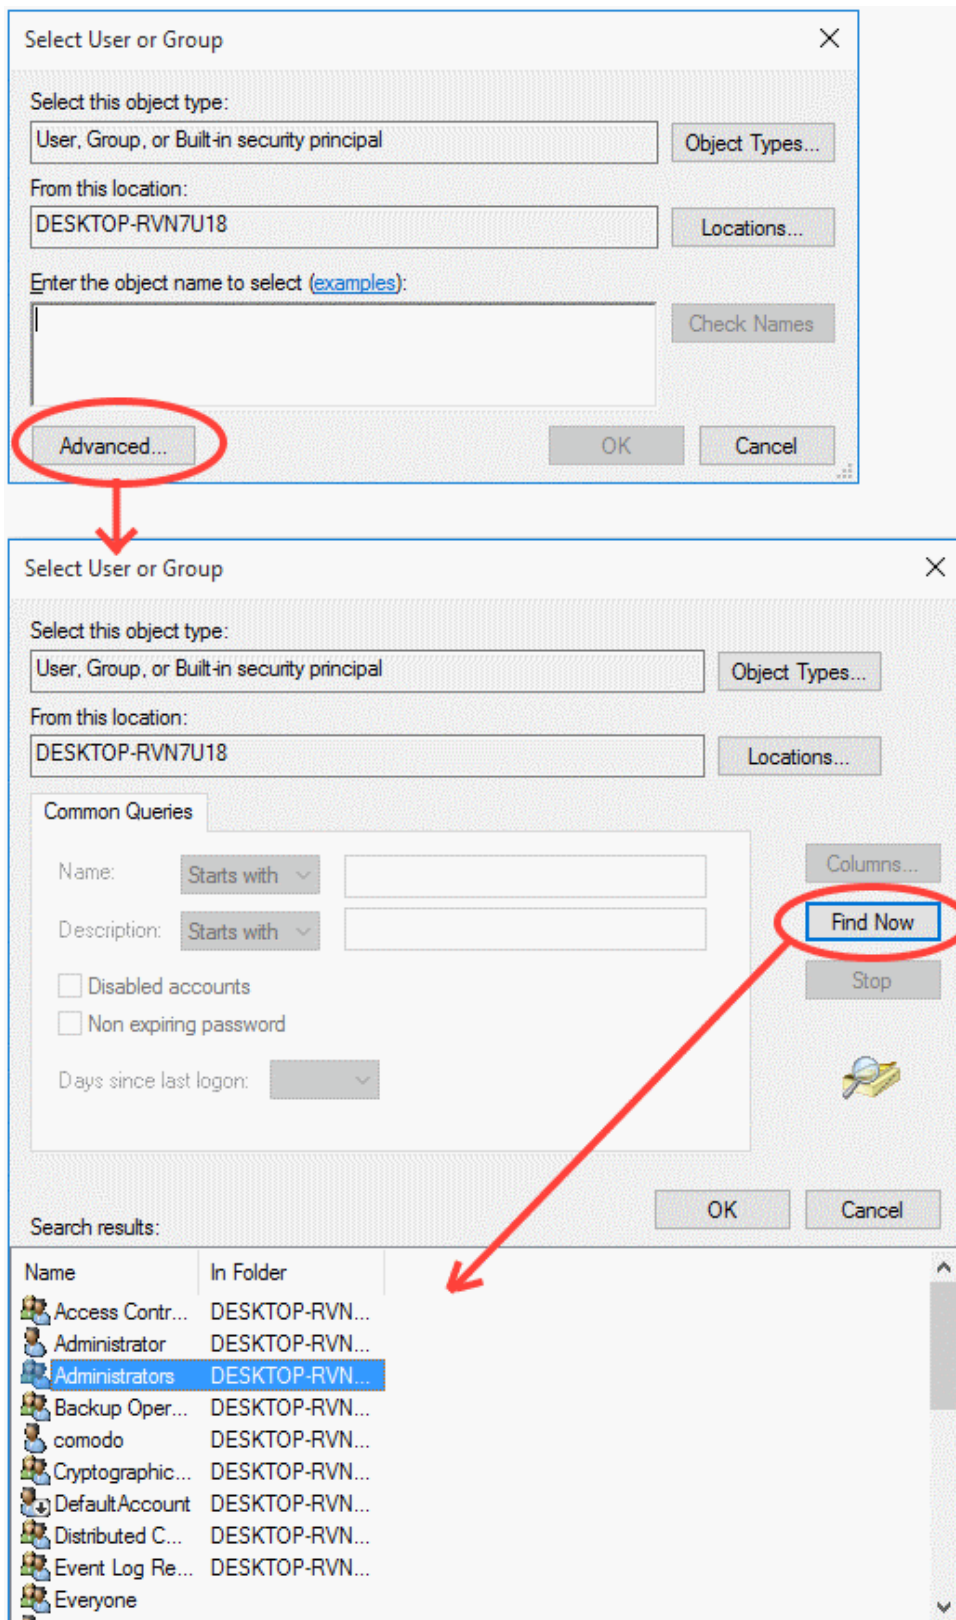 Select User or Group
Select this object type:
User, Group, or Built-in security principal
Object Types...
From this location:
DESKTOP-RVN7U18
Locations...
Enter the object name to select (examples):
Check Names
Advanced...
OK
Cancel
Select User or Group
Select this object type:
User, Group, or Built-in security principal
Object Types...
From this location:
DESKTOP-RVN7U18
Locations...
Common Queries
Name: Starts with
Columns...
Find Now
Description: Starts with
Stop
Disabled accounts
Non expiring password
Days since last logon:
OK
Cancel
Search results:
Name In Folder
Access Contr... DESKTOP-RVN...
Administrator DESKTOP-RVN...
Administrators DESKTOP-RVN...
Backup Oper... DESKTOP-RVN...
comodo DESKTOP-RVN...
Cryptographic... DESKTOP-RVN...
DefaultAccount DESKTOP-RVN...
Distributed C... DESKTOP-RVN...
Event Log Re... DESKTOP-RVN...
Everyone